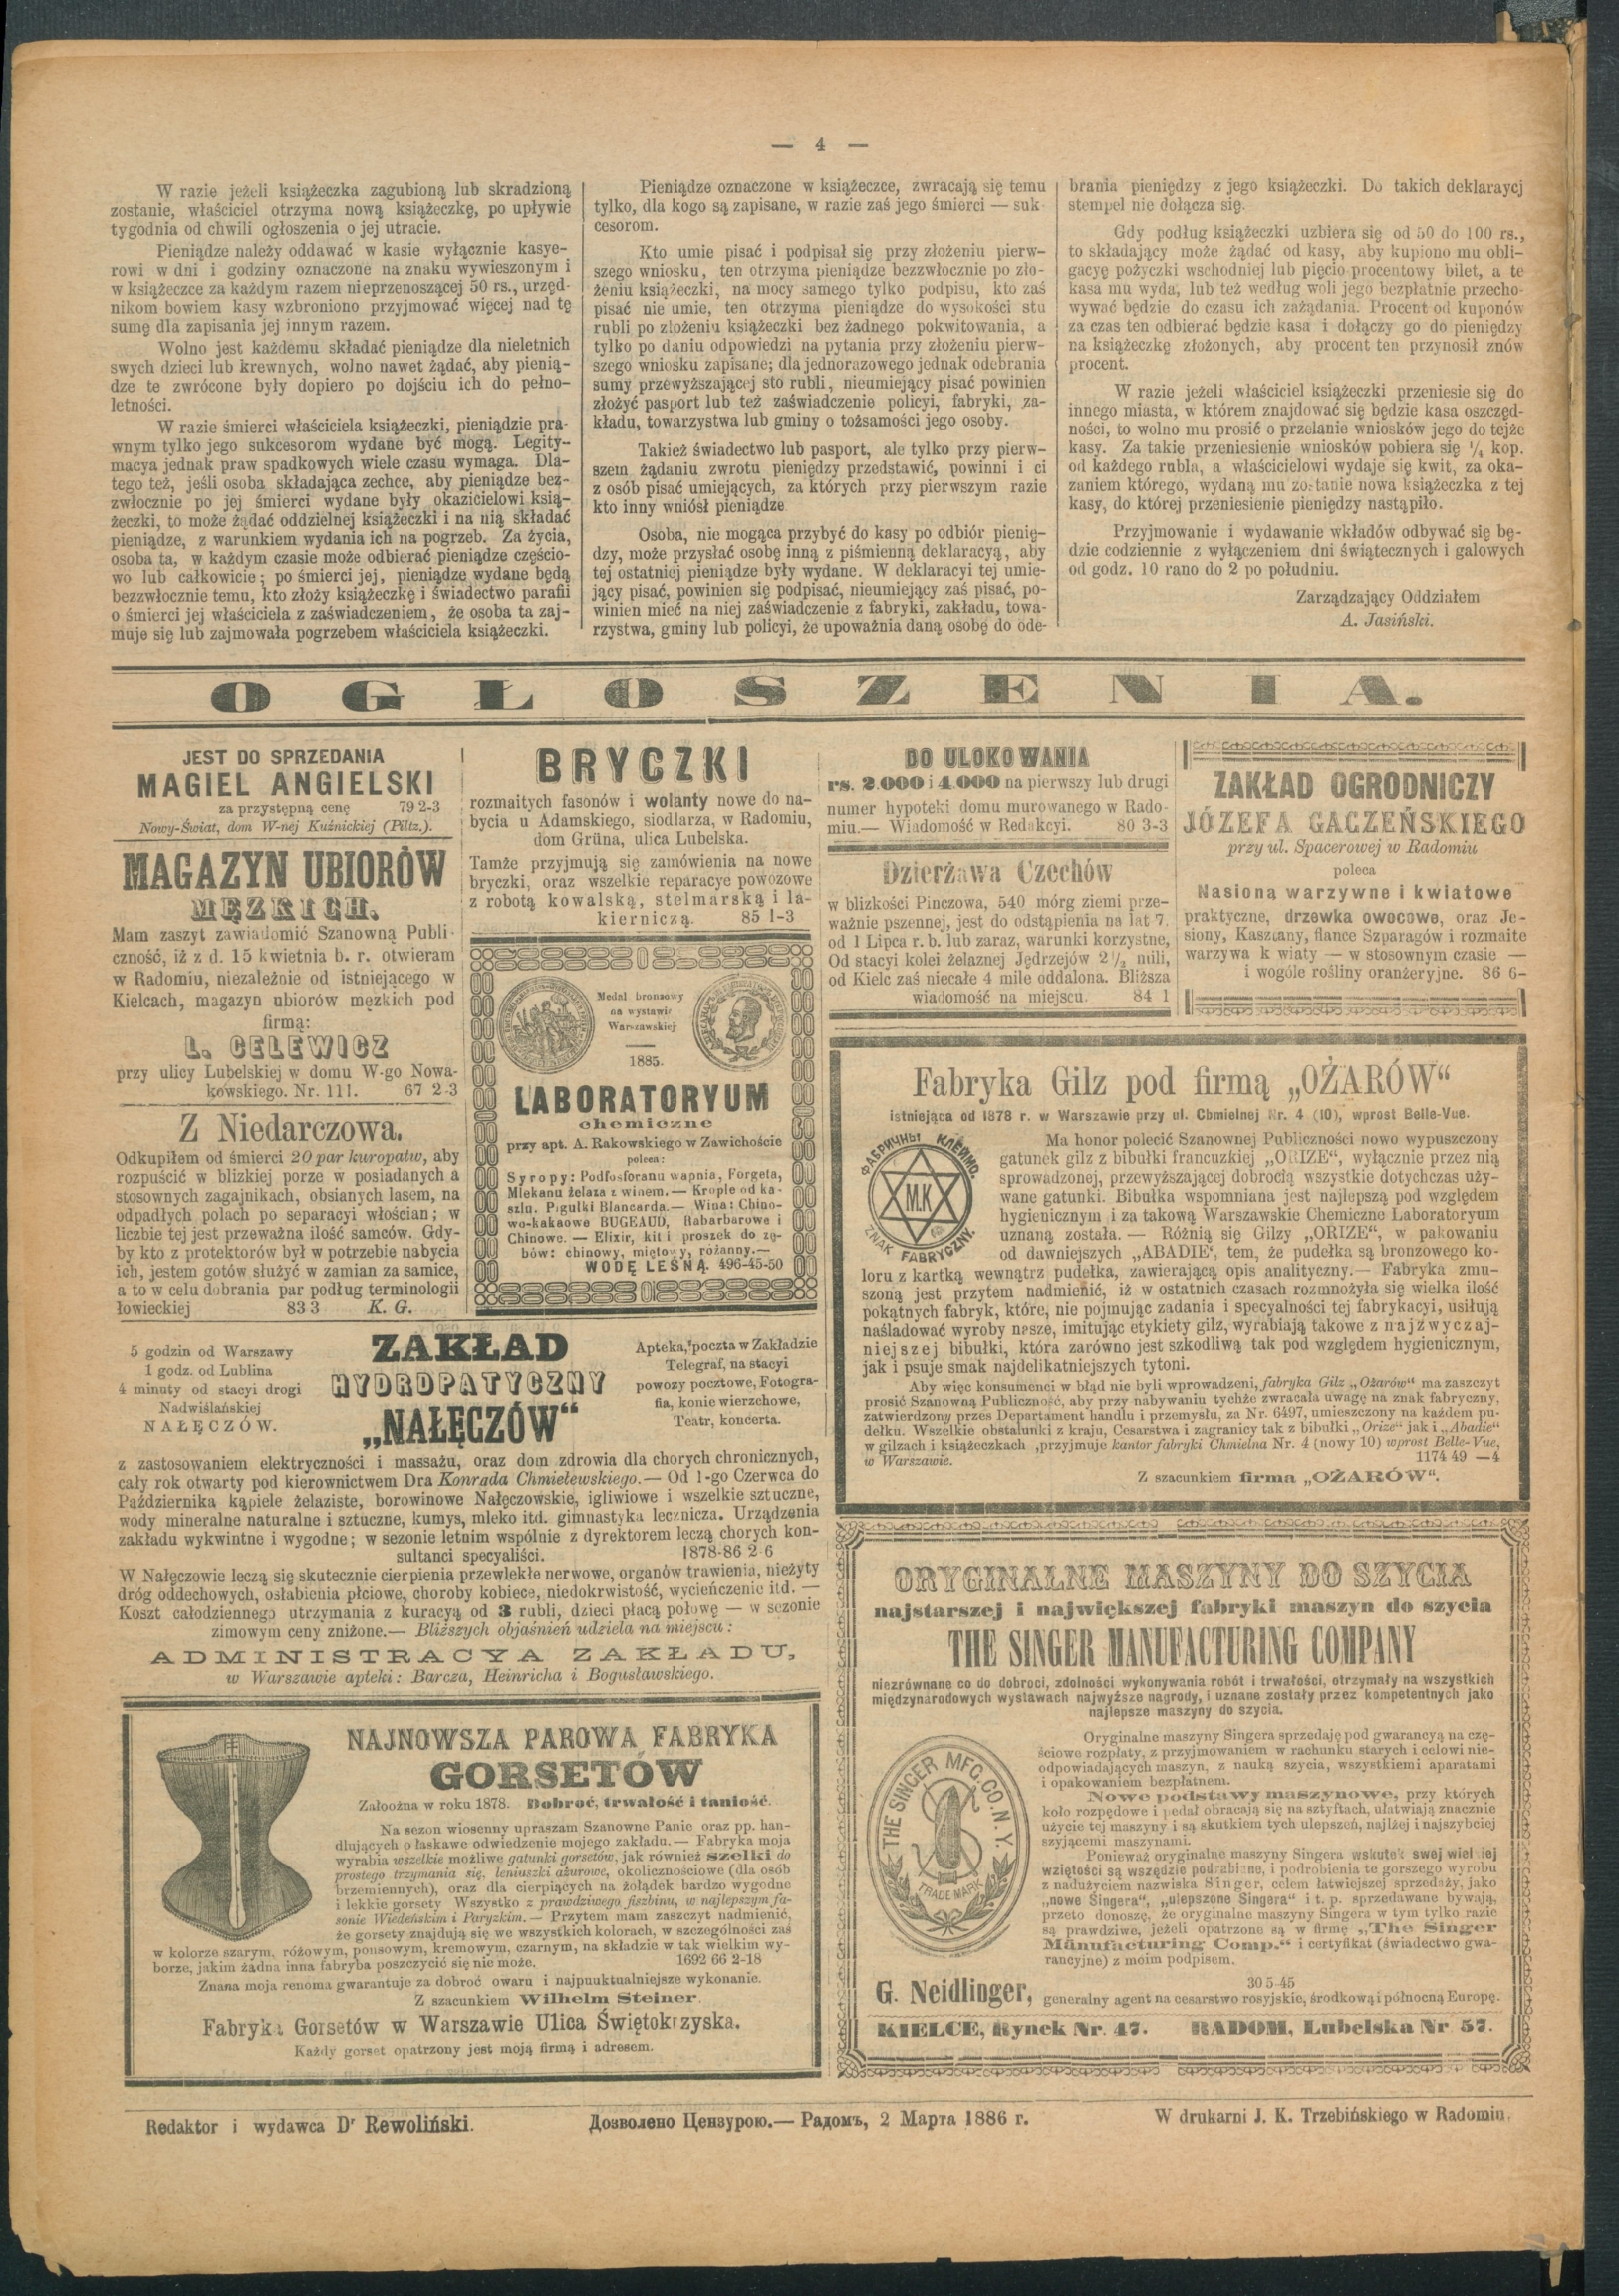 — 4 —
W razie jeżeli książeczka zagubioną lub skradzioną
zostanie, właściciel otrzyma nową książeczkę, po upływie
tygodnia od chwili ogłoszenia o jej utracie.
Pieniądze należy oddawać w kasie wyłącznie kasye-
rowi w dni i godziny oznaczone na znaku wywieszonym i
w książeczce za każdym razem nieprzenoszącej 50 rs., urzęd-
nikom bowiem kasy wzbroniono przyjmować więcej nad tę
sumę dla zapisania jej innym razem.
Wolno jest każdemu składać pieniądze dla nieletnich
swych dzieci lub krewnych, wolno nawet żądać, aby pienią-
dze te zwrócone były dopiero po dojściu ich do pełno-
letności.
W razie śmierci właściciela książeczki, pieniądzie pra-
wnym tylko jego sukcesorom wydane być mogą. Legity-
macya jednak praw spadkowych wiele czasu wymaga. Dla-
tego też, jeśli osoba składająca zechce, aby pieniądze bez-
zwłocznie po jej śmierci wydane były okazicielowi ksią-
żeczki, to może żądać oddzielnej książeczki i na nią składać
pieniądze, z warunkiem wydania ich na pogrzeb. Za życia,
osoba ta, w każdym czasie może odbierać pieniądze częścio-
wo lub całkowicie; po śmierci jej, pieniądze wydane będą
bezzwłocznie temu, kto złoży książeczkę i świadectwo parafii
o śmierci jej właściciela z zaświadczeniem, że osoba ta zaj-
muje się lub zajmowała pogrzebem właściciela książeczki.
Pieniądze oznaczone w książeczce, zwracają się temu
tylko, dla kogo są zapisane, w razie zaś jego śmierci — suk-
cesorom.
Kto umie pisać i podpisał się przy złożeniu pierw-
szego wniosku, ten otrzyma pieniądze bezzwłocznie po zło-
żeniu książeczki, na mocy samego tylko podpisu, kto zaś
pisać nie umie, ten otrzyma pieniądze do wysokości stu
rubli po złożeniu książeczki bez żadnego pokwitowania, a
tylko po daniu odpowiedzi na pytania przy złożeniu pierw-
szego wniosku zapisane; dla jednorazowego jednak odebrania
sumy przewyższającej sto rubli, nieumiejący pisać powinien
złożyć pasport lub też zaświadczenie policyi, fabryki, za-
kładu, towarzystwa lub gminy o tożsamości jego osoby.
Takież świadectwo lub pasport, ale tylko przy pierw-
szem żądaniu zwrotu pieniędzy przedstawić, powinni i ci
z osób pisać umiejących, za których przy pierwszym razie
kto inny wniósł pieniądze
Osoba, nie mogąca przybyć do kasy po odbiór pienię-
dzy, może przysłać osobę inną z piśmienną deklaracyą, aby
tej ostatniej pieniądze były wydane. W deklaracyi tej umie-
jący pisać, powinien się podpisać, nieumiejący zaś pisać, po-
winien mieć na niej zaświadczenie z fabryki, zakładu, towa-
rzystwa, gminy lub policyi, że upoważnia daną osobę do ode-
brania pieniędzy z jego książeczki. Do takich deklaraycj
stempel nie dołącza się.
Gdy podług książeczki uzbiera się od 50 do 100 rs.,
to składający może żądać od kasy, aby kupiono mu obli-
gacyę pożyczki wschodniej lub pięcio procentowy bilet, a te
kasa mu wyda, lub też według woli jego bezpłatnie przecho-
wywać będzie do czasu ich zażądania. Procent od kuponów
za czas ten odbierać będzie kasa i dołączy go do pieniędzy
na książeczkę złożonych, aby procent ten przynosił znów
procent.
W razie jeżeli właściciel książeczki przeniesie się do
innego miasta, w którem znajdować się będzie kasa oszczęd-
ności, to wolno mu prosić o przelanie wniosków jego do tejże
kasy. Za takie przeniesienie wniosków pobiera się ¼ kop.
od każdego rubla, a właścicielowi wydaje się kwit, za oka-
zaniem którego, wydaną mu zostanie nowa książeczka z tej
kasy, do której przeniesienie pieniędzy nastąpiło.
Przyjmowanie i wydawanie wkładów odbywać się bę-
dzie codziennie z wyłączeniem dni świątecznych i galowych
od godz. 10 rano do 2 po południu.
Zarządzający Oddziałem
A. Jasiński.
OGŁOSZENIA.
JEST DO SPRZEDANIA
MAGIEL ANGIELSKI
za przystępną cenę 79 2-3
Nowy-Świat, dom W-nej Kuźnickiej (Piltz.).
MAGAZYN UBIORÓW
MĘZKICH.
Mam zaszyt zawiadomić Szanowną Publi-
czność, iż z d. 15 kwietnia b. r. otwieram
w Radomiu, niezależnie od istniejącego w
Kielcach, magazyn ubiorów męzkich pod
firmą:
L. CELEWICZ
przy ulicy Lubelskiej w domu W-go Nowa-
kowskiego. Nr. 111. 67 2-3
Z Niedarczowa.
Odkupiłem od śmierci 20 par kuropatw, aby
rozpuścić w blizkiej porze w posiadanych a
stosownych zagajnikach, obsianych lasem, na
odpadłych polach po separacyi włościan; w
liczbie tej jest przeważna ilość samców. Gdy-
by kto z protektorów był w potrzebie nabycia
ich, jestem gotów służyć w zamian za samice,
a to w celu dobrania par podług terminologii
łowieckiej 83 3 K. G.
BRYCZKI
rozmaitych fasonów i wolanty nowe do na-
bycia u Adamskiego, siodlarza, w Radomiu,
dom Grüna, ulica Lubelska.
Tamże przyjmują się zamówienia na nowe
bryczki, oraz wszelkie reparacye powozowe
z robotą kowalską, stelmarską i la-
kierniczą. 85 1-3
Medal bronzowy
na wystawie
Warszawskiej
1885.
LABORATORYUM
chemiczne
przy apt. A. Rakowskiego w Zawichoście
poleca:
Syropy: Podfosforanu wapnia, Forgeta,
Mlekanu żelaza z winem.— Krople od ka-
szlu. Pigułki Blancarda.— Wina: Chino-
wo-kakaowe BUGEAUD, Rabarbarowe i
Chinowe. — Elixir, kit i proszek do zę-
bów: chinowy, miętowy, różanny.—
WODĘ LEŚNĄ. 496-45-50
DO ULOKOWANIA
rs. 2.000 i 4.000 na pierwszy lub drugi
numer hypoteki domu murowanego w Rado-
miu.— Wiadomość w Redakcyi. 80 3-3
Dzierżawa Czechów
w blizkości Pinczowa, 540 mórg ziemi prze-
ważnie pszennej, jest do odstąpienia na lat 7.
od 1 Lipca r. b. lub zaraz, warunki korzystne,
Od stacyi kolei żelaznej Jędrzejów 2 ½ mili,
od Kielc zaś niecałe 4 mile oddalona. Bliższa
wiadomość na miejscu. 84 1
ZAKŁAD OGRODNICZY
JÓZEFA GACZEŃSKIEGO
przy ul. Spacerowej w Radomiu
poleca
Nasiona warzywne i kwiatowe
praktyczne, drzewka owocowe, oraz Je-
siony, Kasztany, flance Szparagów i rozmaite
warzywa k wiaty — w stosownym czasie —
i wogóle rośliny oranżeryjne. 86 6-
Fabryka Gilz pod firmą „OŻARÓW“
istniejąca od 1878 r. w Warszawie przy ul. Chmielnej Nr. 4 (10), wprost Belle-Vue.
ФАБРИЧНЫ КЛЕЙМО.
M.K
ZNAK FABRYCZNY.
Ma honor polecić Szanownej Publiczności nowo wypuszczony
gatunek gilz z bibułki francuzkiej „ORIZE“, wyłącznie przez nią
sprowadzonej, przewyższającej dobrocią wszystkie dotychczas uży-
wane gatunki. Bibułka wspomniana jest najlepszą pod względem
hygienicznym i za takową Warszawskie Chemiczne Laboratoryum
uznaną została. — Różnią się Gilzy „ORIZE“, w pakowaniu
od dawniejszych „ABADIE“, tem, że pudełka są bronzowego ko-
loru z kartką wewnątrz pudełka, zawierającą opis analityczny.— Fabryka zmu-
szoną jest przytem nadmienić, iż w ostatnich czasach rozmnożyła się wielka ilość
pokątnych fabryk, które, nie pojmując zadania i specyalności tej fabrykacyi, usiłują
naśladować wyroby nasze, imitując etykiety gilz, wyrabiają takowe z najzwyczaj-
niejszej bibułki, która zarówno jest szkodliwą tak pod względem hygienicznym,
jak i psuje smak najdelikatniejszych tytoni.
Aby więc konsumenci w błąd nie byli wprowadzeni, fabryka Gilz „Ożarów“ ma zaszczyt
prosić Szanowną Publiczność, aby przy nabywaniu tychże zwracała uwagę na znak fabryczny,
zatwierdzony przes Departament handlu i przemysłu, za Nr. 6497, umieszczony na każdem pu-
dełku. Wszelkie obstalunki z kraju, Cesarstwa i zagranicy tak z bibułki „Orize“ jak i „Abadie“
w gilzach i książeczkach ,przyjmuje kantor fabryki Chmielna Nr. 4 (nowy 10) wprost Belle-Vue,
w Warszawie. 1174 49 —4
Z szacunkiem firma „OŻARÓW“.
5 godzin od Warszawy
1 godz. od Lublina
4 minuty od stacyi drogi
Nadwiślańskiej
NAŁĘCZÓW.
ZAKŁAD
HYDROPATYCZNY
„NAŁĘCZÓW“
Apteka, poczta w Zakładzie
Telegraf, na stacyi
powozy pocztowe, Fotogra-
fia, konie wierzchowe,
Teatr, koncerta.
z zastosowaniem elektryczności i massażu, oraz dom zdrowia dla chorych chronicznych,
cały rok otwarty pod kierownictwem Dra Konrada Chmielewskiego.— Od 1-go Czerwca do
Października kąpiele żelaziste, borowinowe Nałęczowskie, igliwiowe i wszelkie sztuczne,
wody mineralne naturalne i sztuczne, kumys, mleko itd. gimnastyka lecznicza. Urządzenia
zakładu wykwintne i wygodne; w sezonie letnim wspólnie z dyrektorem leczą chorych kon-
sultanci specyaliści. 1878-86 2-6
W Nałęczowie leczą się skutecznie cierpienia przewlekłe nerwowe, organów trawienia, nieżyty
dróg oddechowych, osłabienia płciowe, choroby kobiece, niedokrwistość, wycieńczenie itd. —
Koszt całodziennego utrzymania z kuracyą od 3 rubli, dzieci płacą połowę — w sezonie
zimowym ceny zniżone.— Bliższych objaśnień udziela na miejscu:
ADMINISTRACYA ZAKŁADU,
w Warszawie apteki: Barcza, Heinricha i Bogusławskiego.
NAJNOWSZA PAROWA FABRYKA
GORSETÓW
Załoożna w roku 1878. Dobroć, trwałość i taniość.
Na sezon wiosenny upraszam Szanowne Panie oraz pp. han-
dlujących o łaskawe odwiedzenie mojego zakładu.— Fabryka moja
wyrabia wszelkie możliwe gatunki gorsetów, jak również szelki do
prostego trzymania się, leniuszki ażurowe, okolicznościowe (dla osób
brzemiennych), oraz dla cierpiących na żołądek bardzo wygodne
i lekkie gorsety Wszystko z prawdziwego fiszbinu, w najlepszym fa-
sonie Wiedeńskim i Paryzkim.— Przytem mam zaszczyt nadmienić,
że gorsety znajdują się we wszystkich kolorach, w szczególności zaś
w kolorze szarym, różowym, ponsowym, kremowym, czarnym, na składzie w tak wielkim wy-
borze, jakim żadna inna fabryba poszczycić się nie może. 1692 66 2-18
Znana moja renoma gwarantuje za dobroć owaru i najpuuktualniejsze wykonanie.
Z szacunkiem Wilhelm Steiner.
Fabryka Gorsetów w Warszawie Ulica Świętokrzyska.
Każdy gorset opatrzony jest moją firmą i adresem.
ORYGINALNE MASZYNY DO SZYCIA
najstarszej i największej fabryki maszyn do szycia
THE SINGER MANUFACTURING COMPANY
niezrównane co do dobroci, zdolności wykonywania robót i trwałości, otrzymały na wszystkich
międzynarodowych wystawach najwyższe nagrody, i uznane zostały przez kompetentnych jako
najlepsze maszyny do szycia.
THE SINGER MFG.CO.N.Y.
TRADE MARK
Oryginalne maszyny Singera sprzedaję pod gwarancyą na czę-
ściowe rozpłaty, z przyjmowaniem w rachunku starych i celowi nie-
odpowiadających maszyn, z nauką szycia, wszystkiemi aparatami
i opakowaniem bezpłatnem.
Nowe podstawy maszynowe, przy których
koło rozpędowe i pedał obracają się na sztyftach, ułatwiają znacznie
użycie tej maszyny i są skutkiem tych ulepszeń, najlżej i najszybciej
szyjącemi maszynami.
Ponieważ oryginalne maszyny Singera wskutek swej wielkiej
wziętości są wszędzie podrabiane, i podrobienia te gorszego wyrobu
z nadużyciem nazwiska Singer, celem łatwiejszej sprzedaży, jako
„nowe Singera“, „ulepszone Singera“ i t. p. sprzedawane bywają,
przeto donoszę, że oryginalne maszyny Singera w tym tylko razie
są prawdziwe, jeżeli opatrzone są w firmę „The Singer
Manufacturing Comp.“ i certyfikat (świadectwo gwa-
rancyjne) z moim podpisem.
30 5-45
G. Neidlinger, generalny agent na cesarstwo rosyjskie, środkową i północną Europę.
KIELCE, Rynek Nr. 47. RADOM, Lubelska Nr 57.
Redaktor i wydawca Dr Rewoliński.
Дозволено Цензурою.— Радомъ, 2 Марта 1886 г.
W drukarni J. K. Trzebińskiego w Radomiu.